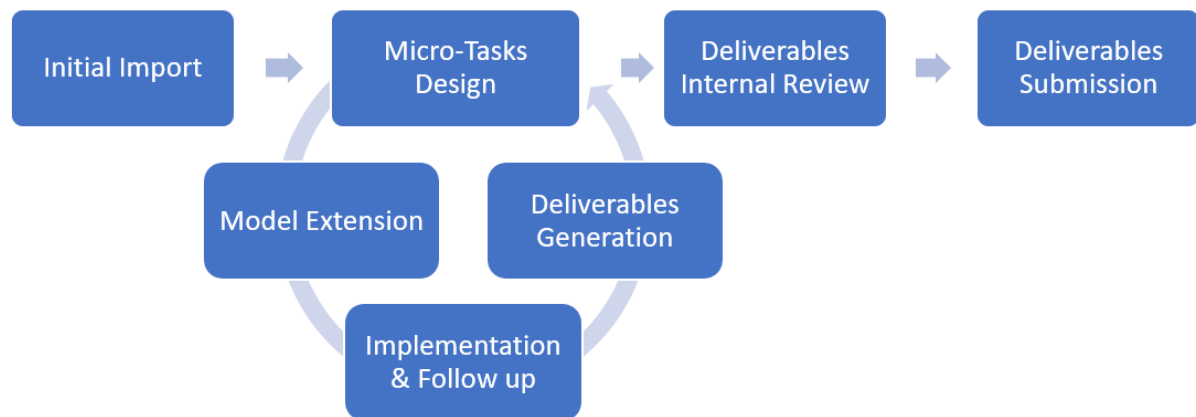 Initial Import
Micro-Tasks
Design
Deliverables
Internal Review
Deliverables
Submission
Model Extension
Deliverables
Generation
Implementation
& Follow up